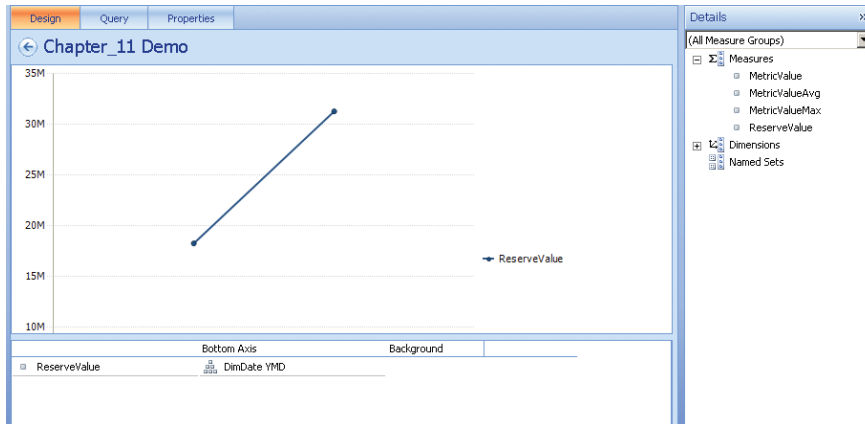 Design Query Properties
Chapter_11 Demo
35M
30M
25M
20M
15M
10M
ReserveValue
Bottom Axis Background
ReserveValue DimDate YMD
Details »
(All Measure Groups)
Measures
MetricValue
MetricValueAvg
MetricValueMax
ReserveValue
Dimensions
Named Sets